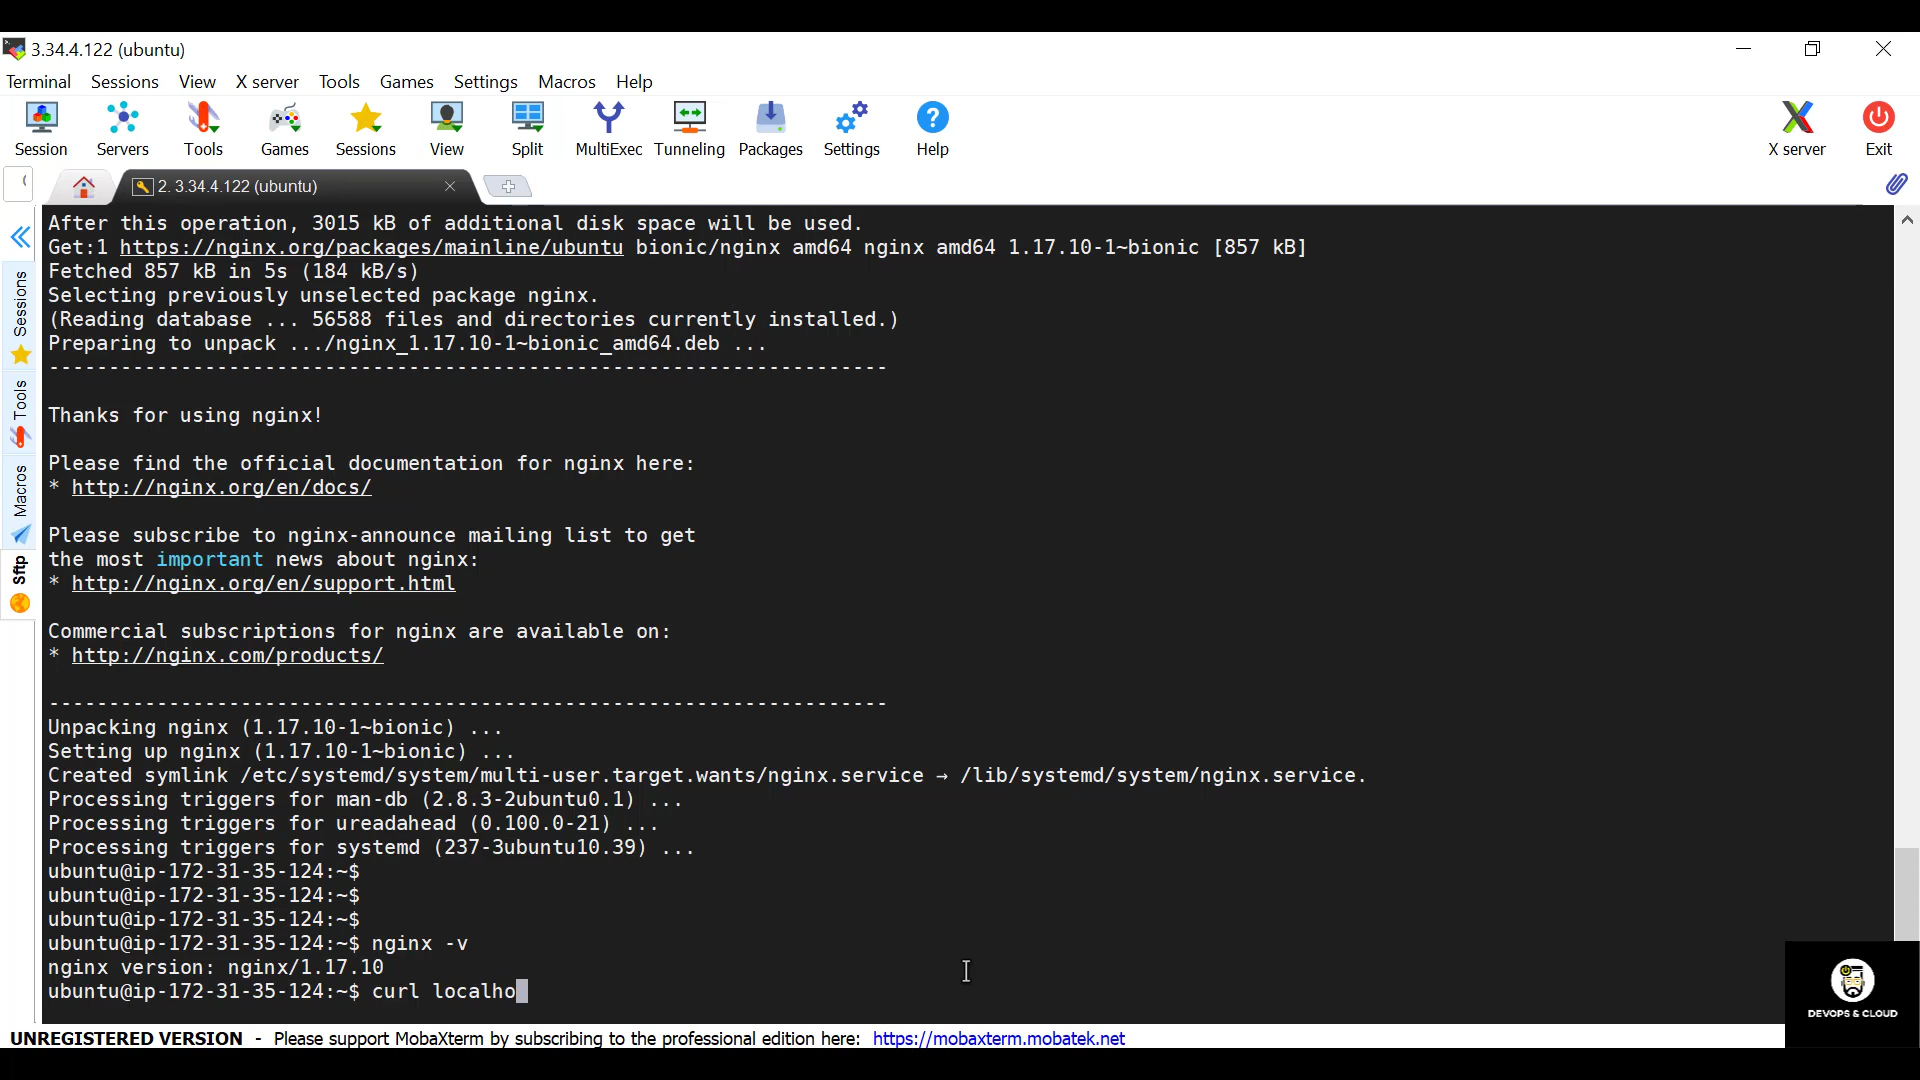 3.34.4.122 (ubuntu)
Terminal Sessions View X server Tools Games Settings Macros Help
Session Servers Tools Games Sessions View Split MultiExec Tunneling Packages Settings Help X server Exit
2. 3.34.4.122 (ubuntu)
Sessions
Tools
Macros
Sftp
After this operation, 3015 kB of additional disk space will be used.
Get:1 https://nginx.org/packages/mainline/ubuntu bionic/nginx amd64 nginx amd64 1.17.10-1~bionic [857 kB]
Fetched 857 kB in 5s (184 kB/s)
Selecting previously unselected package nginx.
(Reading database ... 56588 files and directories currently installed.)
Preparing to unpack .../nginx_1.17.10-1~bionic_amd64.deb ...
----------------------------------------------------------------------
Thanks for using nginx!
Please find the official documentation for nginx here:
* http://nginx.org/en/docs/
Please subscribe to nginx-announce mailing list to get
the most important news about nginx:
* http://nginx.org/en/support.html
Commercial subscriptions for nginx are available on:
* http://nginx.com/products/
----------------------------------------------------------------------
Unpacking nginx (1.17.10-1~bionic) ...
Setting up nginx (1.17.10-1~bionic) ...
Created symlink /etc/systemd/system/multi-user.target.wants/nginx.service → /lib/systemd/system/nginx.service.
Processing triggers for man-db (2.8.3-2ubuntu0.1) ...
Processing triggers for ureadahead (0.100.0-21) ...
Processing triggers for systemd (237-3ubuntu10.39) ...
ubuntu@ip-172-31-35-124:~$
ubuntu@ip-172-31-35-124:~$
ubuntu@ip-172-31-35-124:~$
ubuntu@ip-172-31-35-124:~$ nginx -v
nginx version: nginx/1.17.10
ubuntu@ip-172-31-35-124:~$ curl localho
DEVOPS & CLOUD
UNREGISTERED VERSION - Please support MobaXterm by subscribing to the professional edition here: https://mobaxterm.mobatek.net